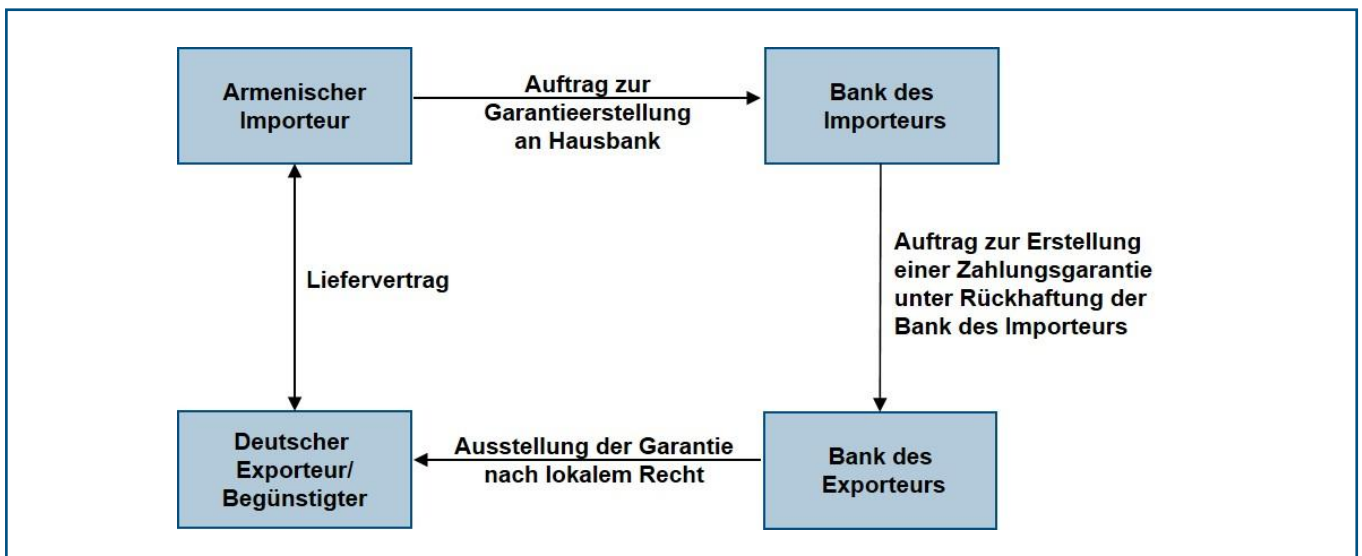 Armenischer
Importeur
Auftrag zur
Garantieerstellung
an Hausbank
Bank des
Importeurs
Liefervertrag
Auftrag zur Erstellung
einer Zahlungsgarantie
unter Rückhaftung der
Bank des Importeurs
Deutscher
Exporteur/
Begünstigter
Ausstellung der Garantie
nach lokalem Recht
Bank des
Exporteurs